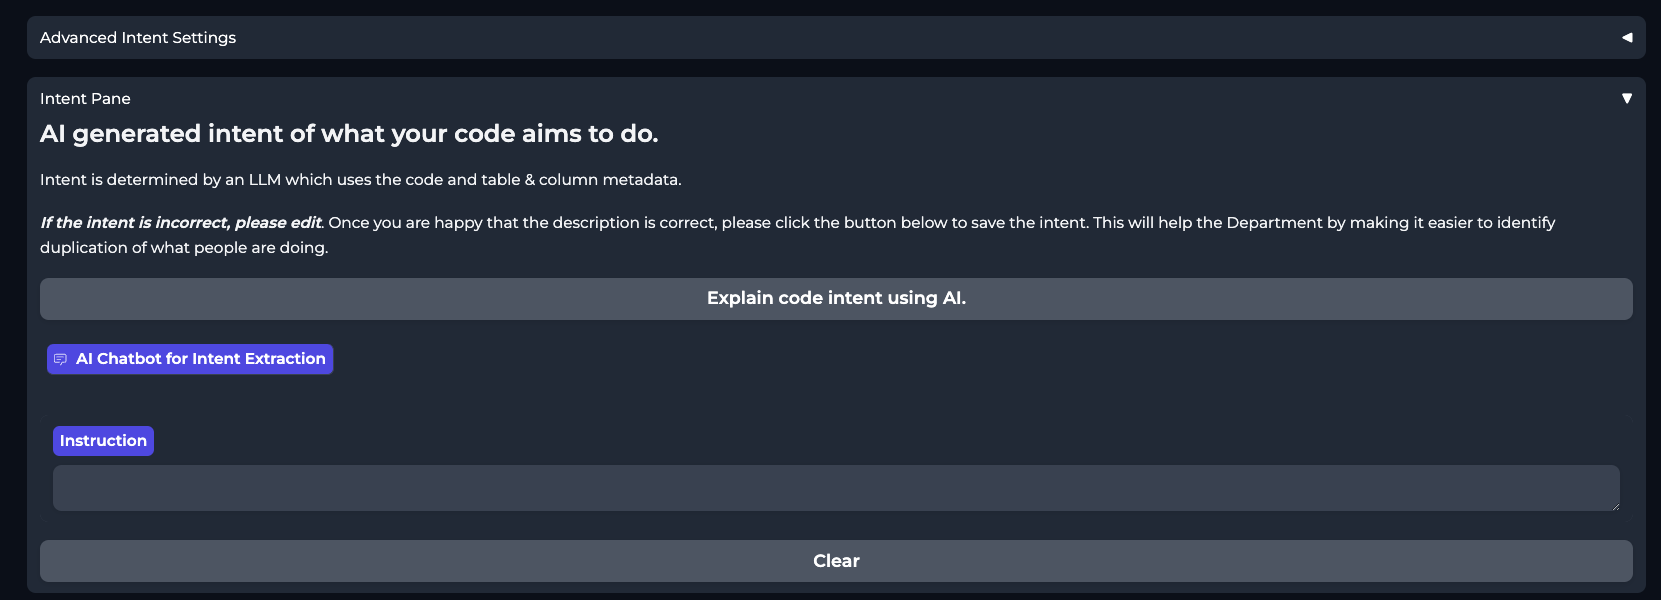 Advanced Intent Settings
Intent Pane
AI generated intent of what your code aims to do.
Intent is determined by an LLM which uses the code and table & column metadata.
If the intent is incorrect, please edit. Once you are happy that the description is correct, please click the button below to save the intent. This will help the Department by making it easier to identify
duplication of what people are doing.
Explain code intent using AI.
AI Chatbot for Intent Extraction
Instruction
Clear